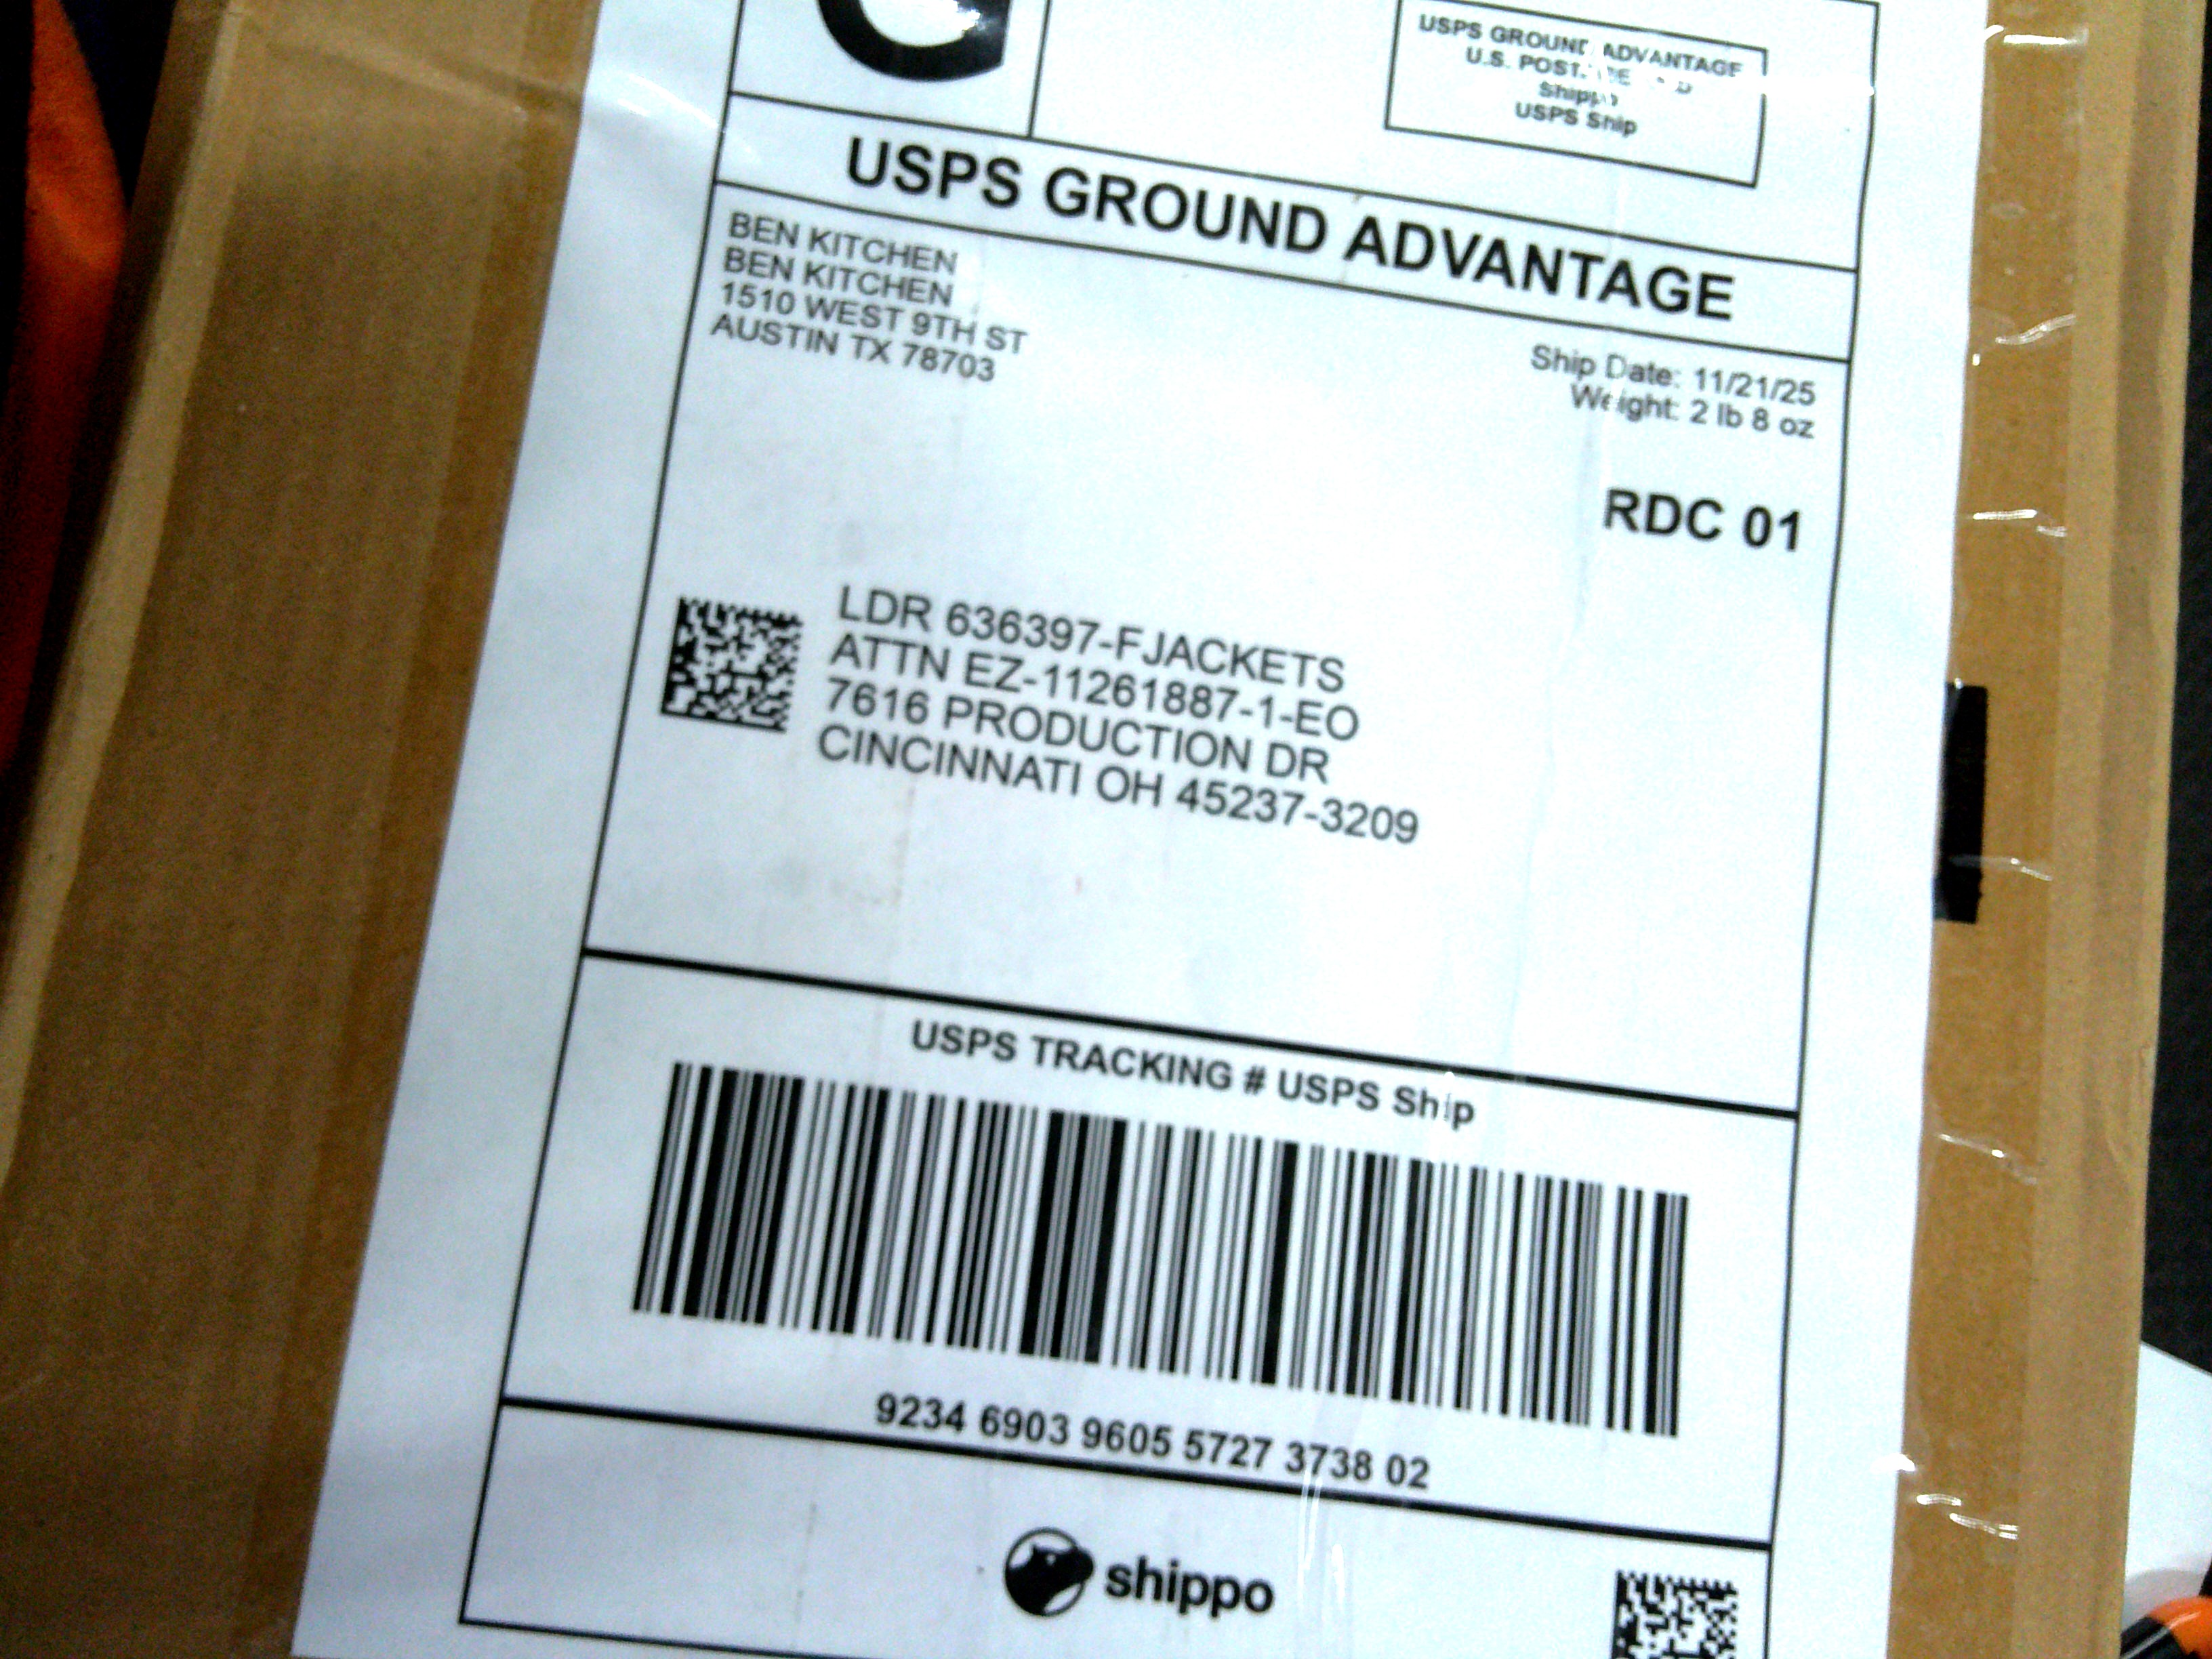 G
USPS GROUND ADVANTAGE
U.S.
Shippo
USPS Ship
USPS GROUND ADVANTAGE
BEN KITCHEN
BEN KITCHEN
1510 WEST 9TH ST
AUSTIN TX 78703
Ship Date: 11/21/25
Weight: 2 lb 8 oz
RDC 01
LDR 636397-FJACKETS
ATTN EZ-11261887-1-EO
7616 PRODUCTION DR
CINCINNATI OH 45237-3209
USPS TRACKING # USPS Ship
9234 6903 9605 5727 3738 02
shippo